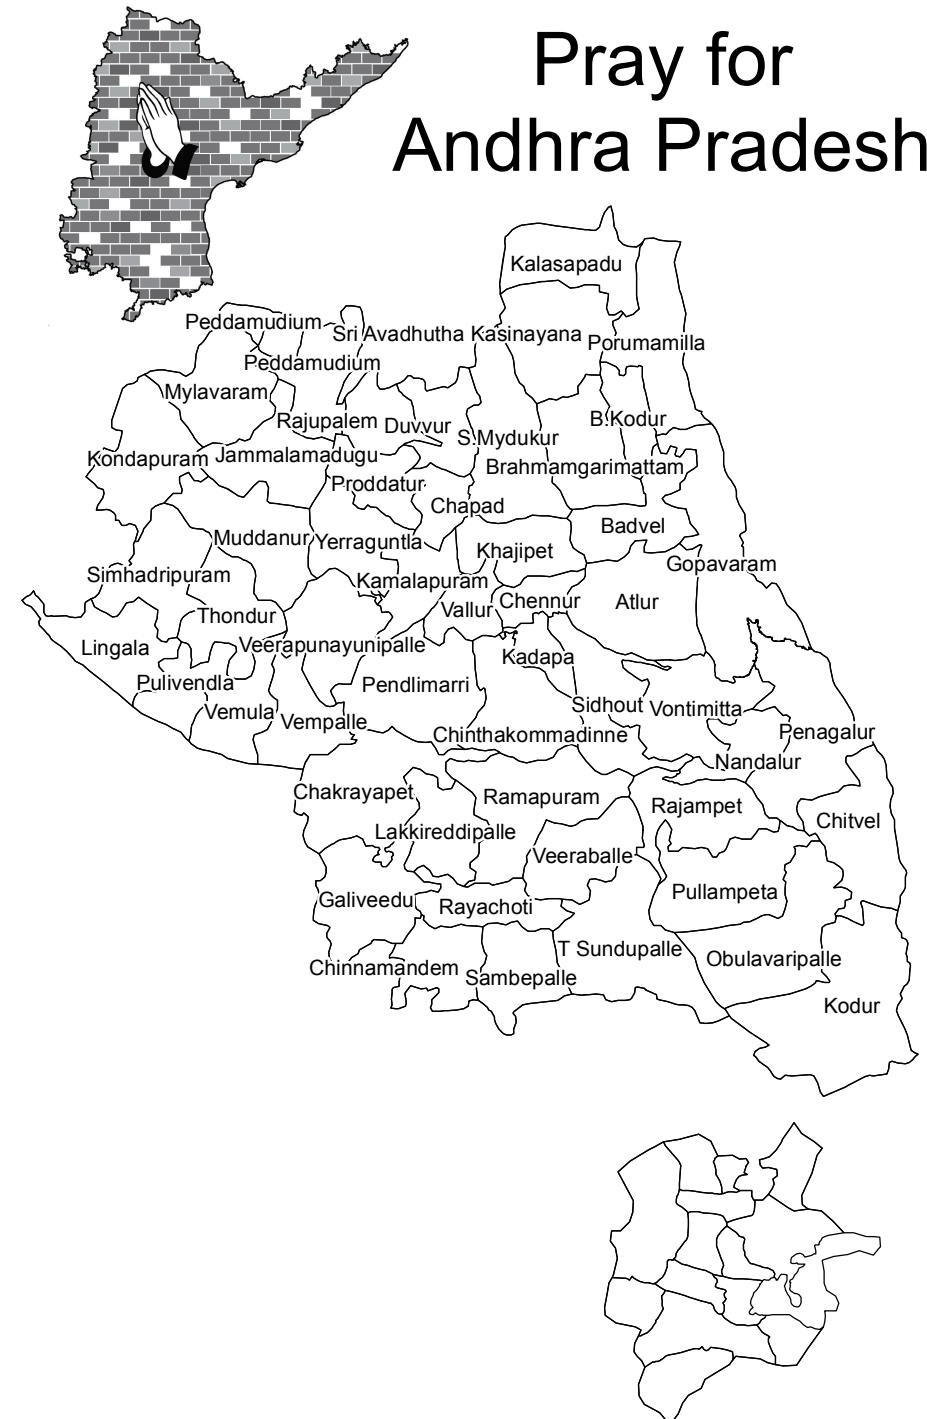 Pray for
Andhra Pradesh
Kalasapadu
Peddamudium
Sri Avadhutha Kasinayana
Porumamilla
Peddamudium
Mylavaram
Rajupalem
Duvvur
B.Kodur
S.Mydukur
Kondapuram
Jammalamadugu
Brahmamgarimattam
Proddatur
Chapad
Badvel
Muddanur
Yerraguntla
Khajipet
Gopavaram
Simhadripuram
Kamalapuram
Vallur
Chennur
Atlur
Thondur
Lingala
Veerapunayunipalle
Kadapa
Pulivendla
Pendlimarri
Vemula
Vempalle
Sidhout
Vontimitta
Chinthakommadinne
Penagalur
Nandalur
Chakrayapet
Ramapuram
Rajampet
Chitvel
Lakkireddipalle
Veeraballe
Galiveedu
Rayachoti
Pullampeta
T Sundupalle
Obulavaripalle
Chinnamandem
Sambepalle
Kodur